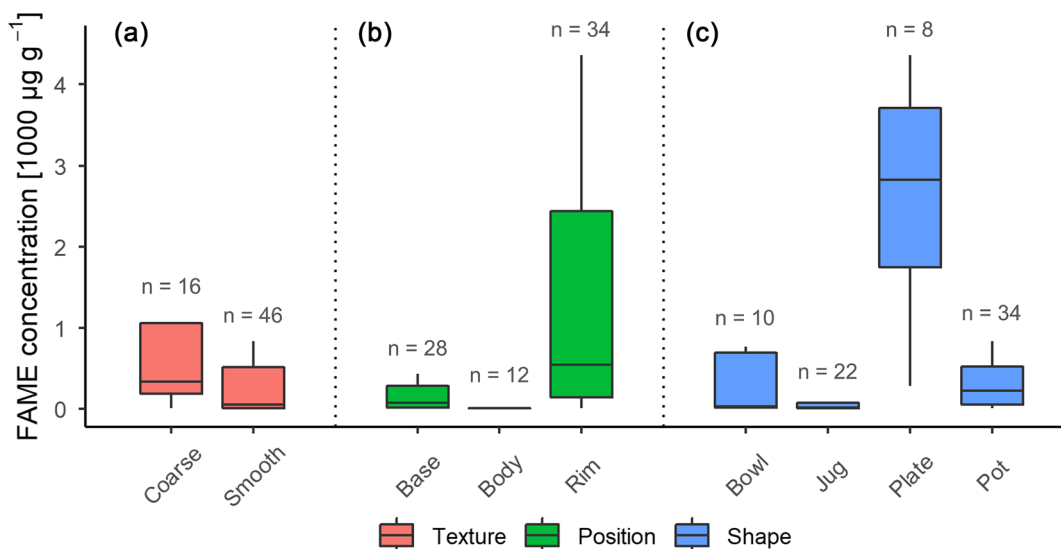 FAME concentration [1000 µg g⁻¹]
(a)
(b)
(c)
n = 34
n = 8
4
3
2
1
0
n = 16
n = 46
n = 28
n = 12
n = 10
n = 22
n = 34
Coarse
Smooth
Base
Body
Rim
Bowl
Jug
Plate
Pot
Texture Position Shape